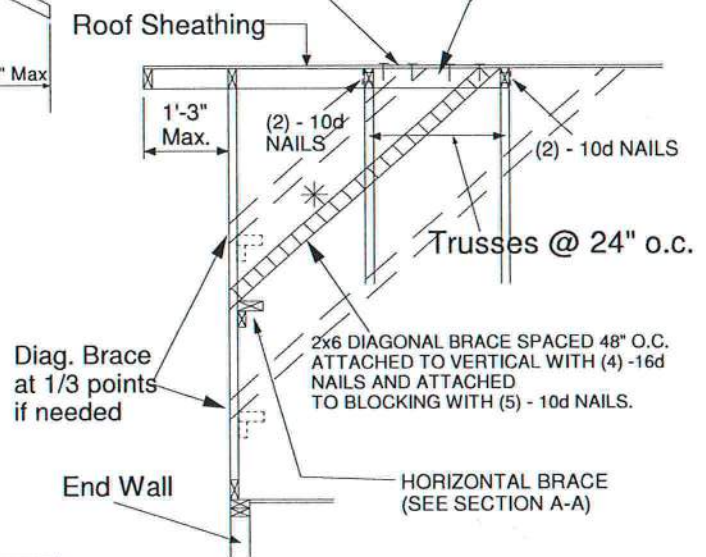 Roof Sheathing
" Max
1'-3"
Max.
(2) - 10d
NAILS
(2) - 10d NAILS
Trusses @ 24" o.c.
2x6 DIAGONAL BRACE SPACED 48" O.C.
ATTACHED TO VERTICAL WITH (4) -16d
NAILS AND ATTACHED
TO BLOCKING WITH (5) - 10d NAILS.
Diag. Brace
at 1/3 points
if needed
End Wall
HORIZONTAL BRACE
(SEE SECTION A-A)